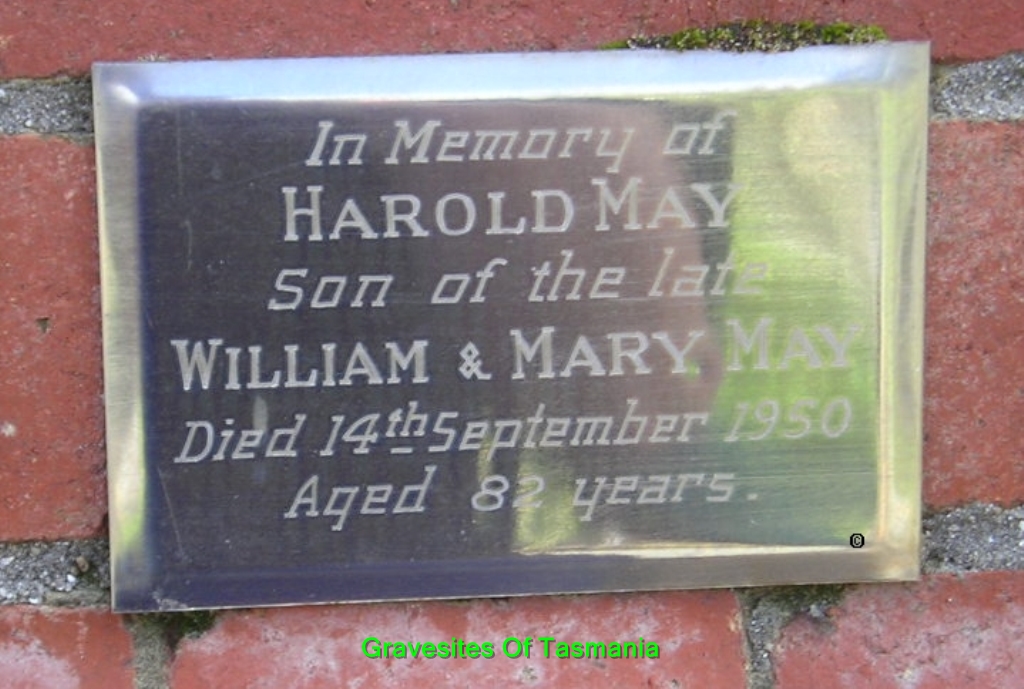 In Memory of
HAROLD MAY
Son of the late
WILLIAM & MARY MAY
Died 14th September 1950
Aged 82 years.
©
Gravesites Of Tasmania